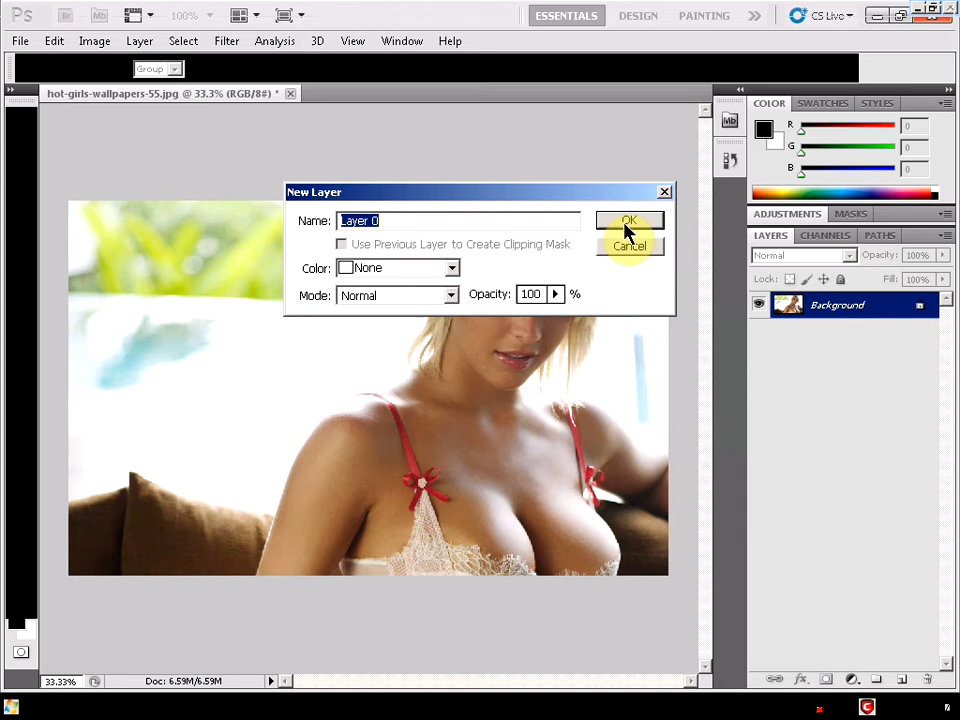 Ps Br Mb 100% ESSENTIALS DESIGN PAINTING CS Live
File Edit Image Layer Select Filter Analysis 3D View Window Help
Group
hot-girls-wallpapers-55.jpg @ 33.3% (RGB/8#) *
COLOR SWATCHES STYLES
Mb
R 0
G 0
B 0
New Layer
Name: Layer 0 OK
Use Previous Layer to Create Clipping Mask Cancel
Color: None
Mode: Normal Opacity: 100 %
ADJUSTMENTS MASKS
LAYERS CHANNELS PATHS
Normal Opacity: 100%
Lock: Fill: 100%
Background
fx
33.33% Doc: 6.59M/6.59M